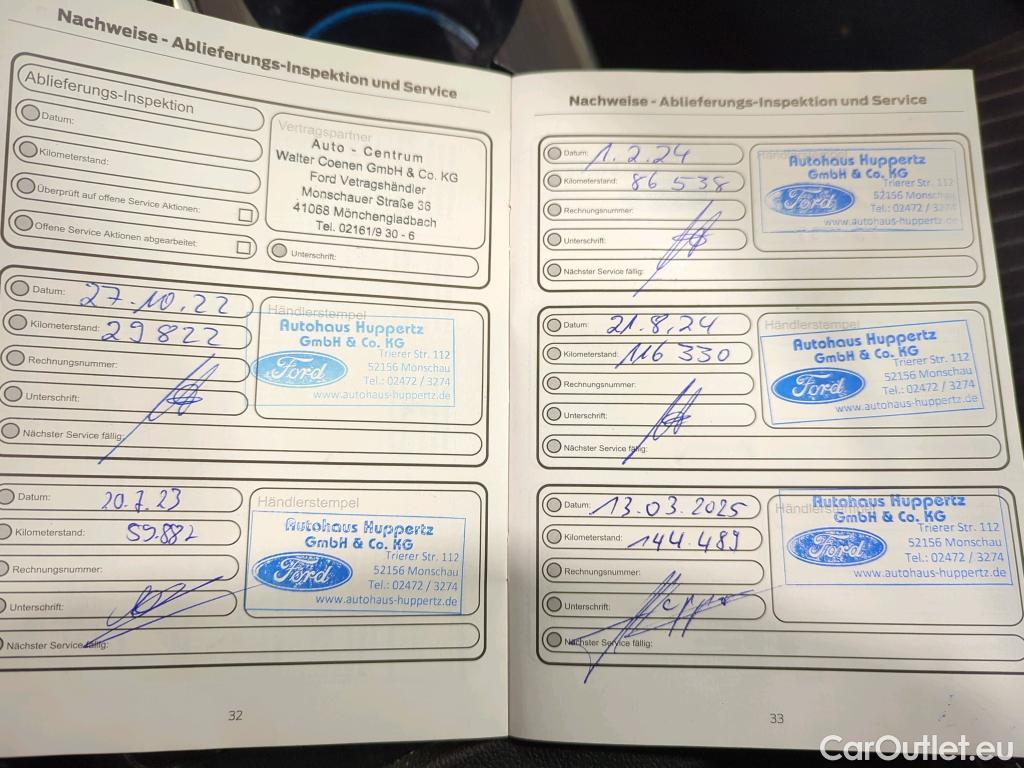 Nachweise - Ablieferungs-Inspektion und Service
Ablieferungs-Inspektion
Datum:
Kilometerstand:
Überprüft auf offene Service Aktionen:
Offene Service Aktionen abgearbeitet:
Vertragspartner
Auto - Centrum
Walter Coenen GmbH & Co. KG
Ford Vetragshändler
Monschauer Straße 36
41068 Mönchengladbach
Tel. 02161/9 30 - 6
Unterschrift:
Datum: 27.10.22
Kilometerstand: 29822
Rechnungsnummer:
Unterschrift:
Nächster Service fällig:
Händlerstempel
Autohaus Huppertz
GmbH & Co. KG
Ford
Trierer Str. 112
52156 Monschau
Tel.: 02472 / 3274
www.autohaus-huppertz.de
Datum: 20.7.23
Kilometerstand: 59.882
Rechnungsnummer:
Unterschrift:
Nächster Service fällig:
Händlerstempel
Autohaus Huppertz
GmbH & Co. KG
Ford
Trierer Str. 112
52156 Monschau
Tel.: 02472 / 3274
www.autohaus-huppertz.de
32
Nachweise - Ablieferungs-Inspektion und Service
Datum: 1.2.24
Kilometerstand: 86 538
Rechnungsnummer:
Unterschrift:
Nächster Service fällig:
Händlerstempel
Autohaus Huppertz
GmbH & Co. KG
Ford
Trierer Str. 112
52156 Monschau
Tel.: 02472 / 3274
www.autohaus-huppertz.de
Datum: 21.8.24
Kilometerstand: 116 330
Rechnungsnummer:
Unterschrift:
Nächster Service fällig:
Händlerstempel
Autohaus Huppertz
GmbH & Co. KG
Ford
Trierer Str. 112
52156 Monschau
Tel.: 02472 / 3274
www.autohaus-huppertz.de
Datum: 13.03.2025
Kilometerstand: 144.489
Rechnungsnummer:
Unterschrift:
Nächster Service fällig:
Händlerstempel
Autohaus Huppertz
GmbH & Co. KG
Ford
Trierer Str. 112
52156 Monschau
Tel.: 02472 / 3274
www.autohaus-huppertz.de
33
CarOutlet.eu